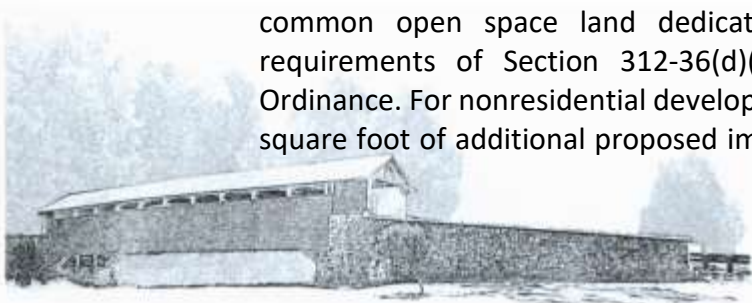 common open space land dedicat
requirements of Section 312-36(d)(
Ordinance. For nonresidential develop
square foot of additional proposed im